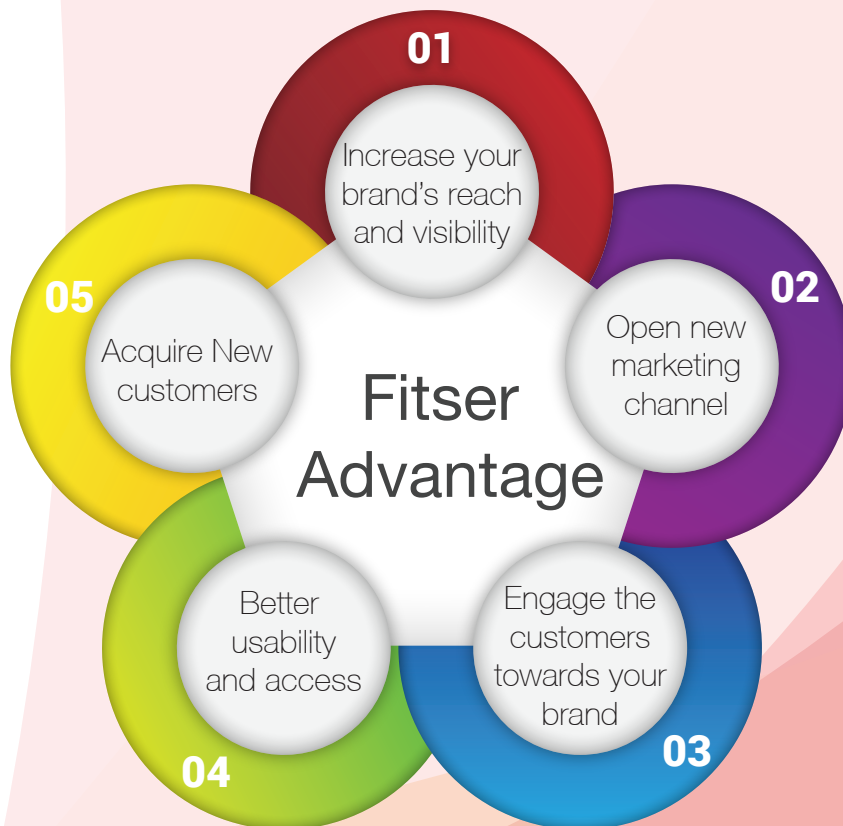 01
Increase your
brand's reach
and visibility
02
Open new
marketing
channel
03
Engage the
customers
towards your
brand
04
Better
usability
and access
05
Acquire New
customers
Fitser
Advantage